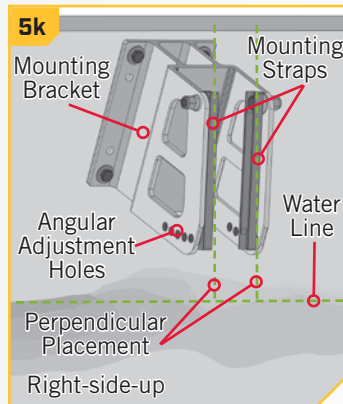 5k
Mounting
Bracket
Mounting
Straps
Angular
Adjustment
Holes
Water
Line
Perpendicular
Placement
Right-side-up